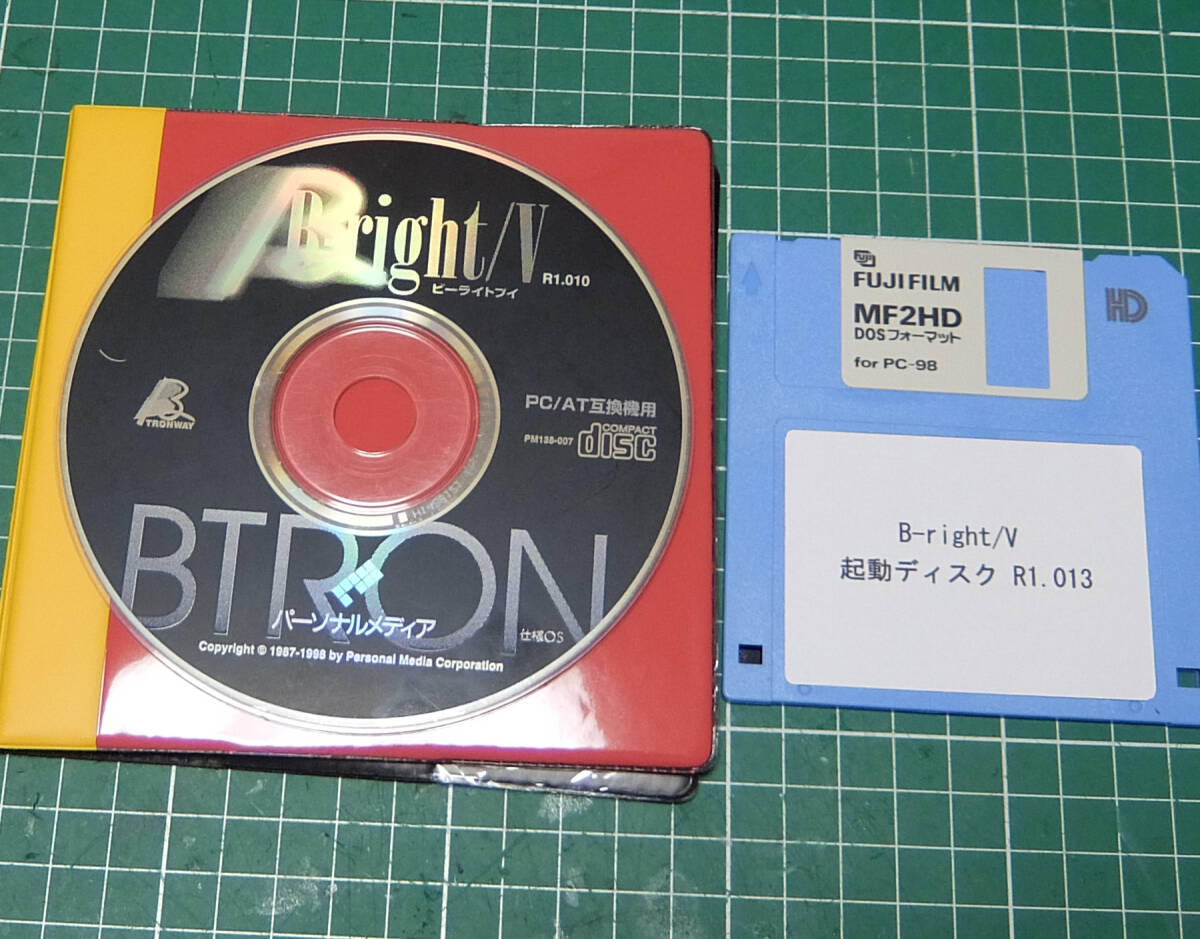 B-right/V
R1.010
ビーライトブイ
TRONWAY
PC/AT互換機用
PM138-007
COMPACT
disc
BTRON
パーソナルメディア
仕様OS
Copyright © 1987-1998 by Personal Media Corporation
FUJI
FUJIFILM
MF2HD
DOSフォーマット
for PC-98
HD
B-right/V
起動ディスク R1.013